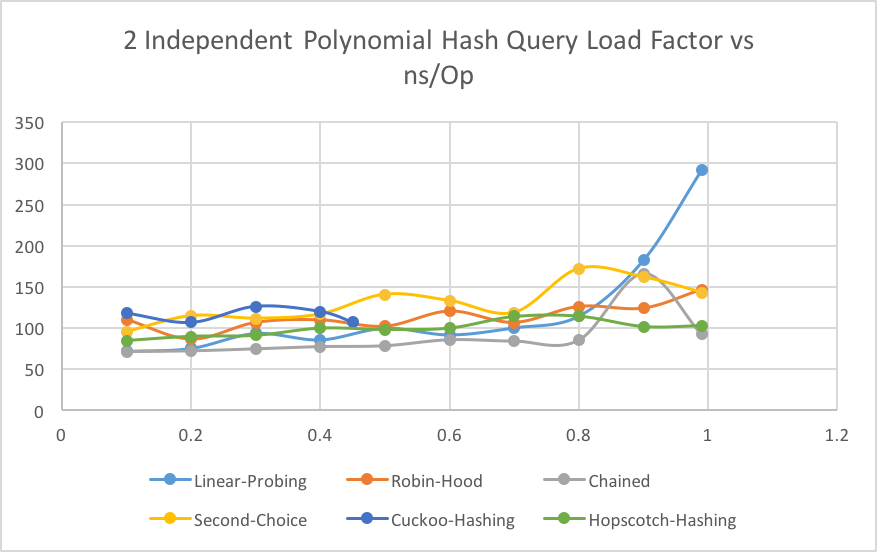 2 Independent Polynomial Hash Query Load Factor vs
ns/Op
350
300
250
200
150
100
50
0
0 0.2 0.4 0.6 0.8 1 1.2
Linear-Probing Robin-Hood Chained
Second-Choice Cuckoo-Hashing Hopscotch-Hashing